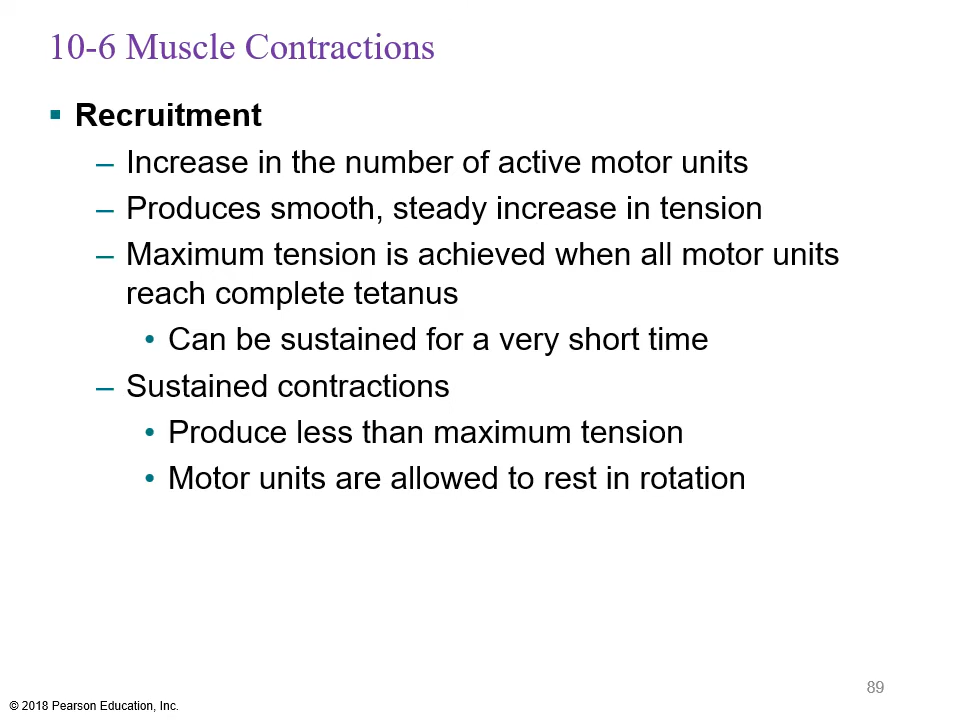 10-6 Muscle Contractions
▪ Recruitment
– Increase in the number of active motor units
– Produces smooth, steady increase in tension
– Maximum tension is achieved when all motor units
reach complete tetanus
• Can be sustained for a very short time
– Sustained contractions
• Produce less than maximum tension
• Motor units are allowed to rest in rotation
89
© 2018 Pearson Education, Inc.